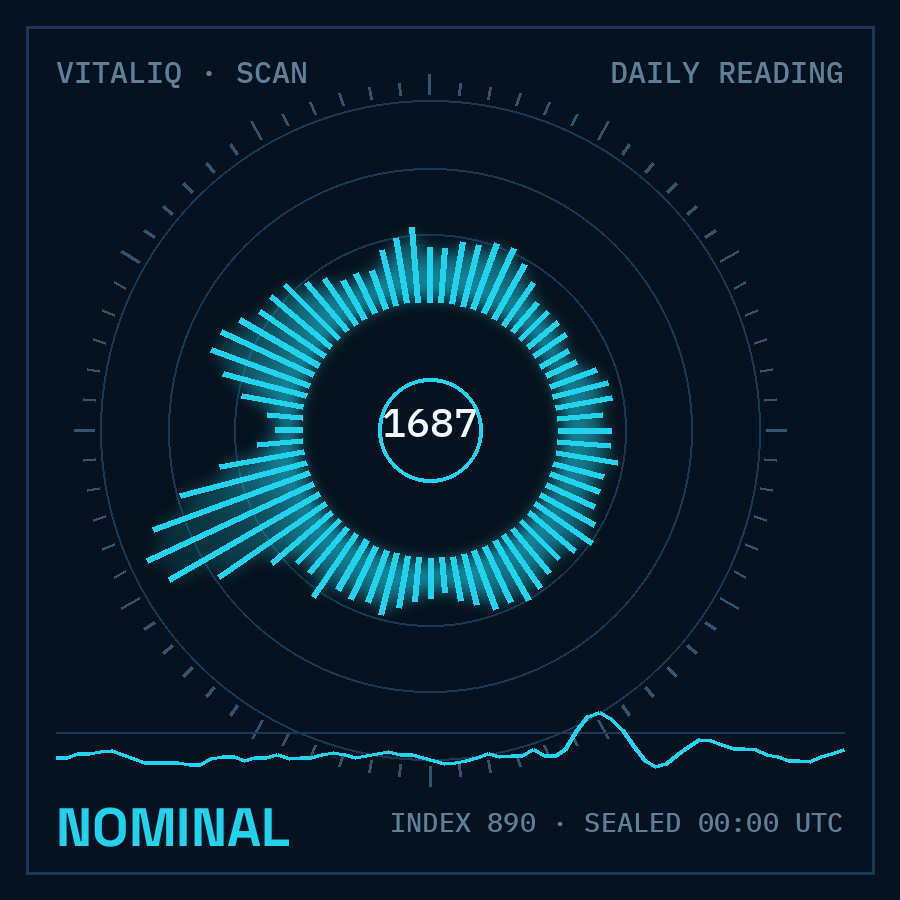 VITALIQ · SCAN
DAILY READING
1687
NOMINAL
INDEX 890 · SEALED 00:00 UTC